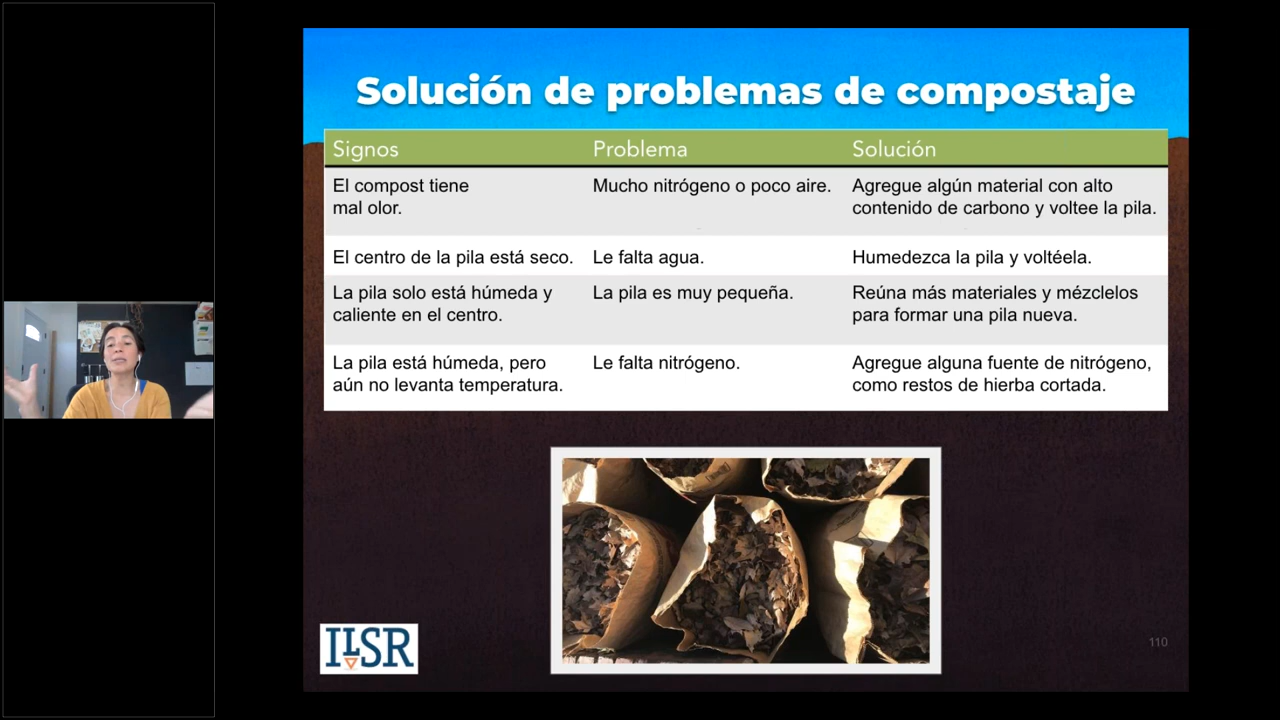 Solución de problemas de compostaje
Signos Problema Solución
El compost tiene
mal olor.
Mucho nitrógeno o poco aire.
Agregue algún material con alto
contenido de carbono y voltee la pila.
El centro de la pila está seco.
Le falta agua.
Humedezca la pila y voltéela.
La pila solo está húmeda y
caliente en el centro.
La pila es muy pequeña.
Reúna más materiales y mézclelos
para formar una pila nueva.
La pila está húmeda, pero
aún no levanta temperatura.
Le falta nitrógeno.
Agregue alguna fuente de nitrógeno,
como restos de hierba cortada.
ILSR
110